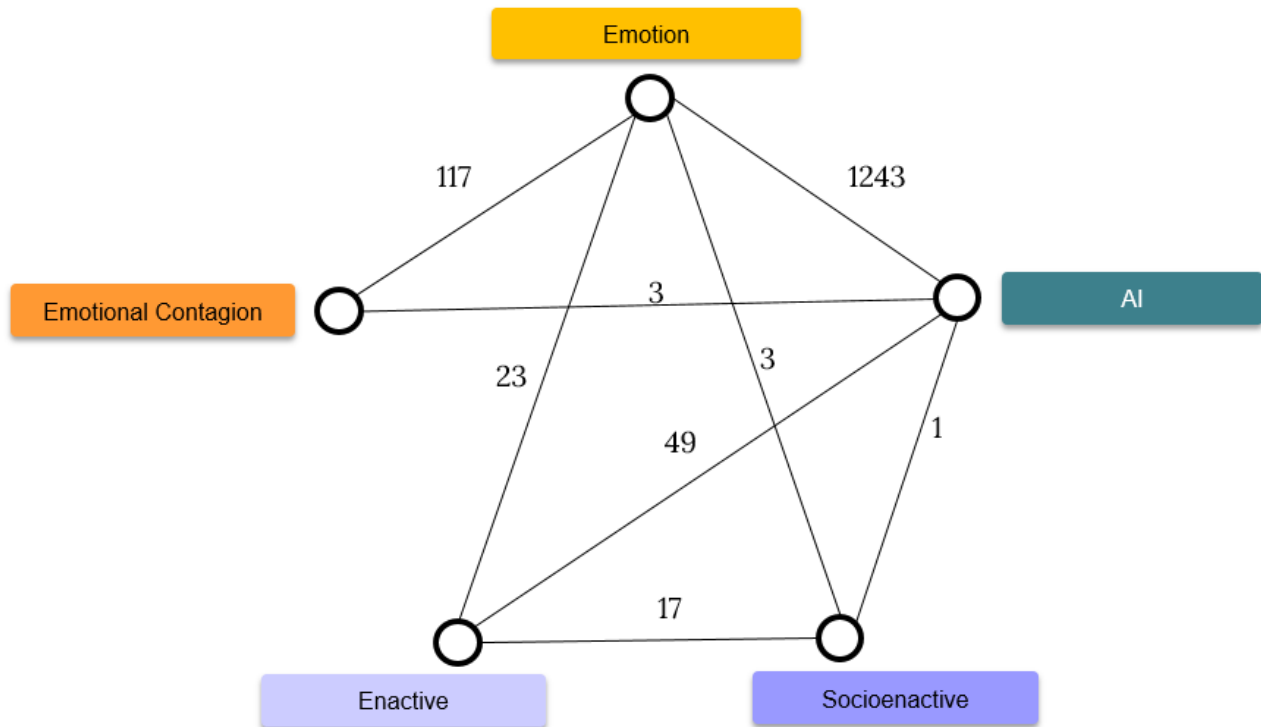 Emotion
117
1243
Emotional Contagion
3
AI
23
3
49
1
17
Enactive
Socioenactive